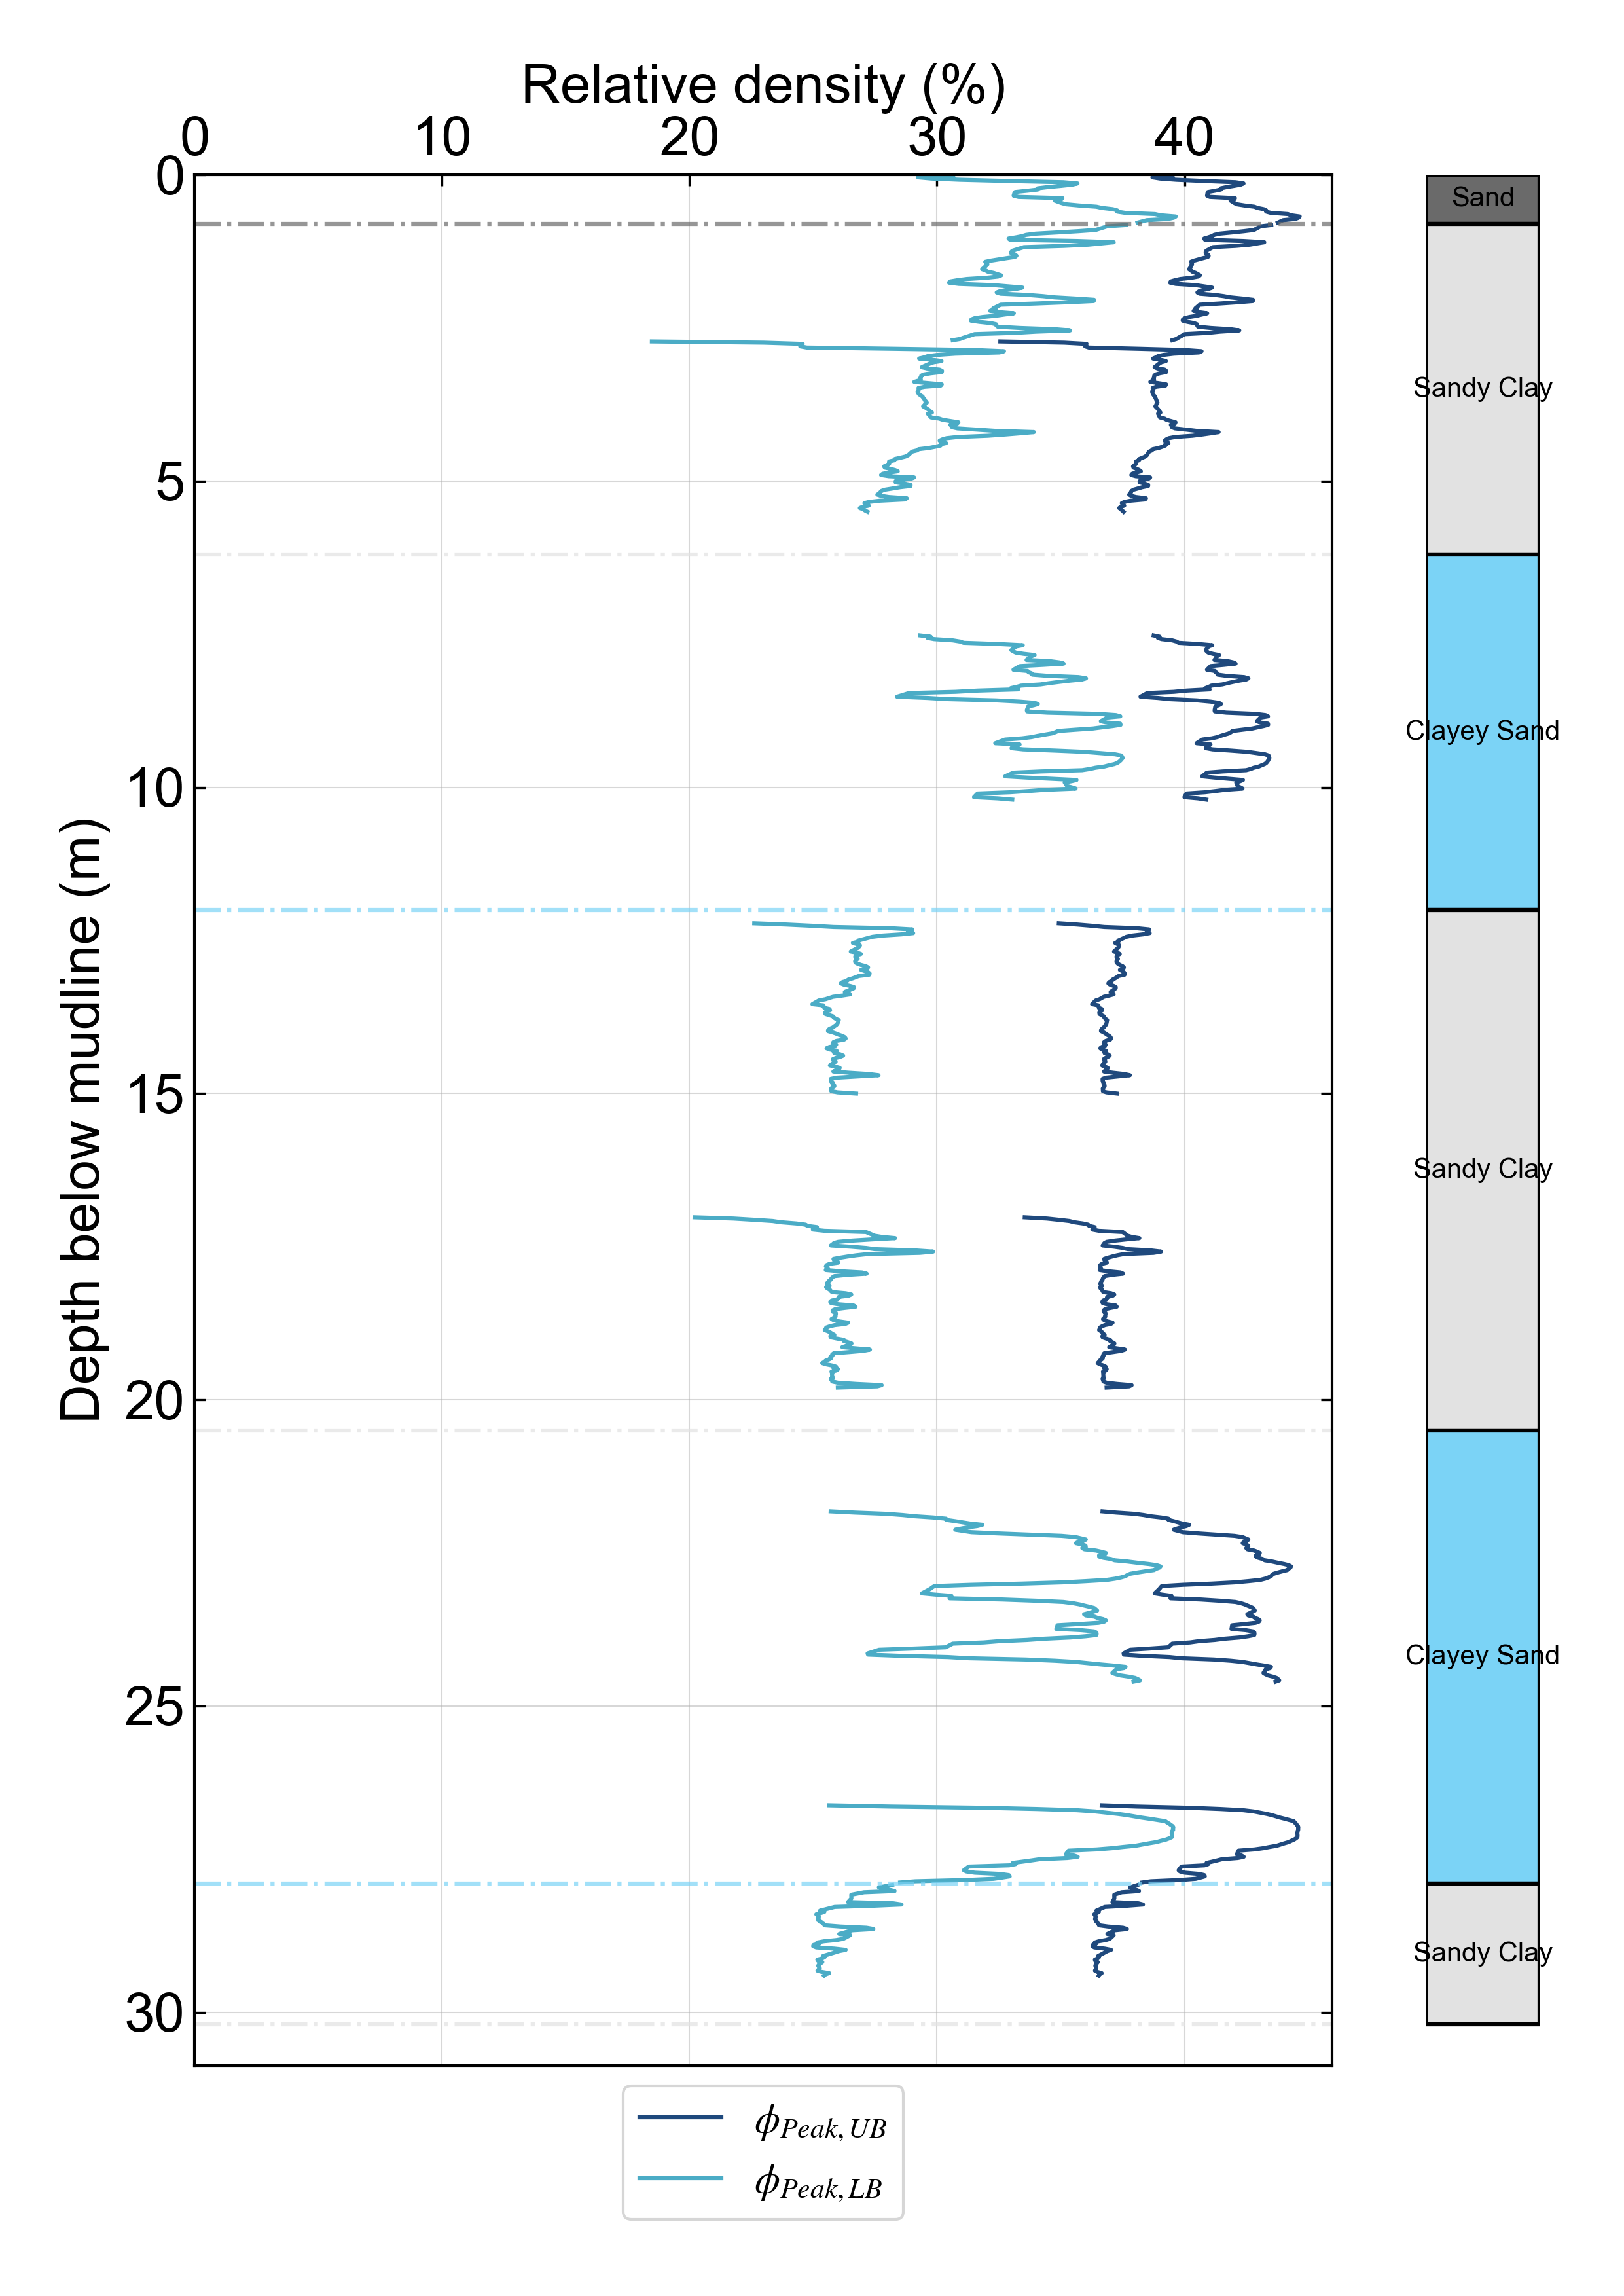 Relative density (%)
0 10 20 30 40
0
5
10
15
20
25
30
Depth below mudline (m)
Sand
Sandy Clay
Clayey Sand
Sandy Clay
Clayey Sand
Sandy Clay
ϕPeak, UB
ϕPeak, LB